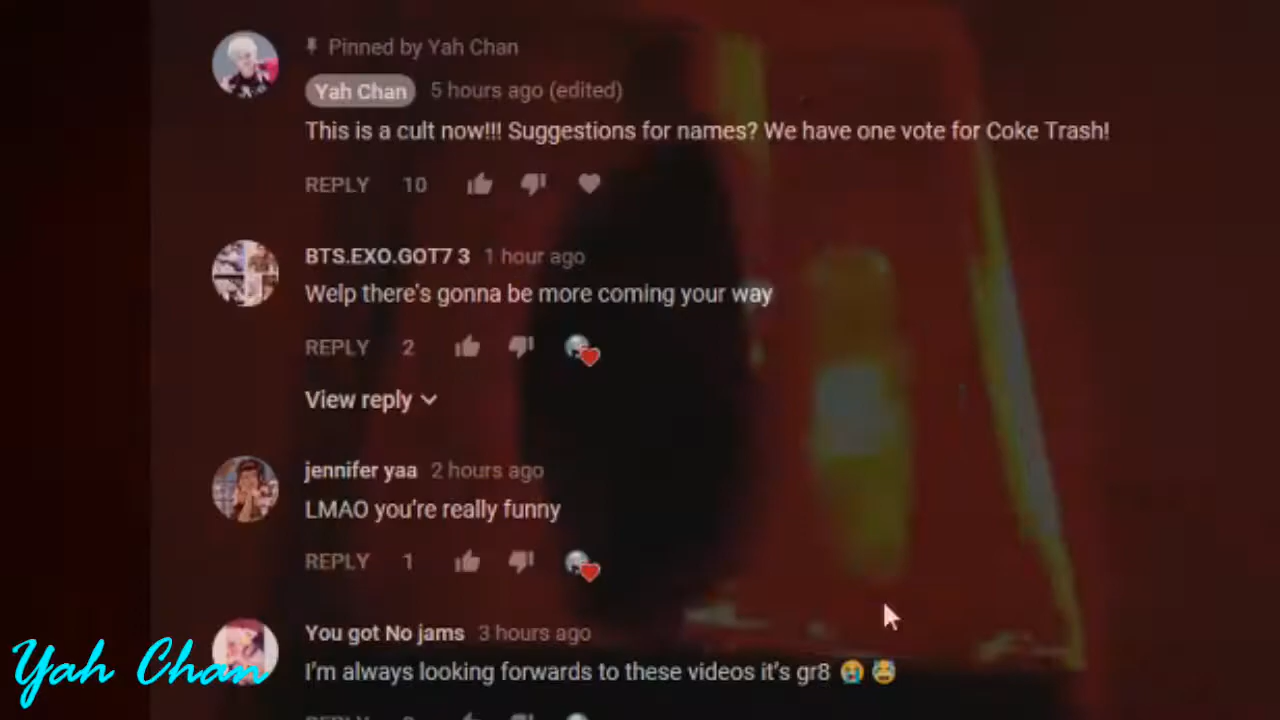 Pinned by Yah Chan
Yah Chan 5 hours ago (edited)
This is a cult now!!! Suggestions for names? We have one vote for Coke Trash!
REPLY 10
BTS.EXO.GOT7 3 1 hour ago
Welp there's gonna be more coming your way
REPLY 2
View reply
jennifer yaa 2 hours ago
LMAO you're really funny
REPLY 1
You got No jams 3 hours ago
I'm always looking forwards to these videos it's gr8 😭 😫
Yah Chan
REPLY